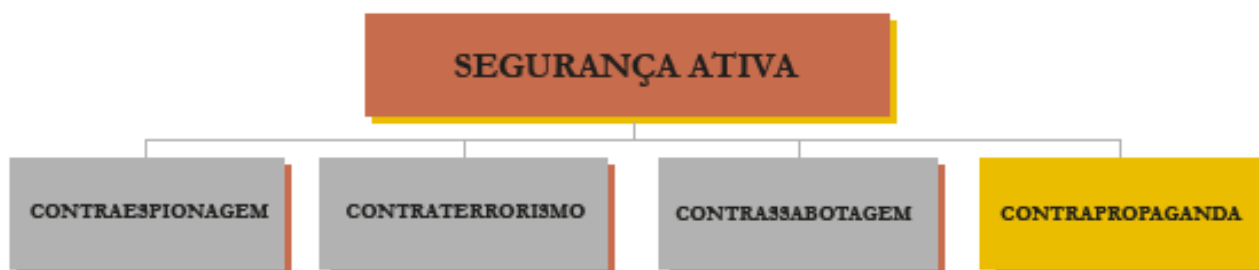 SEGURANÇA ATIVA
CONTRAESPIONAGEM
CONTRATERRORISMO
CONTRASSABOTAGEM
CONTRAPROPAGANDA